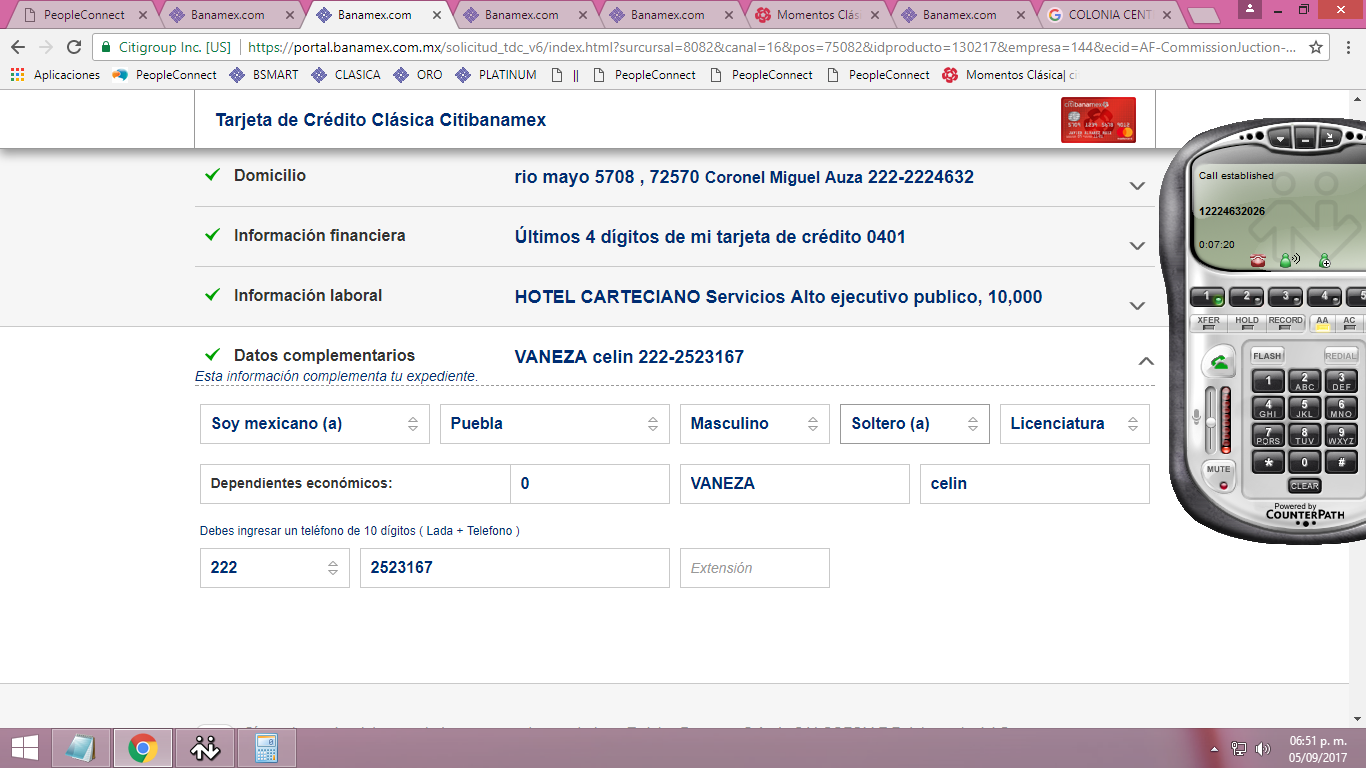 PeopleConnect
Banamex.com
Banamex.com
Banamex.com
Banamex.com
Momentos Clás
Banamex.com
COLONIA CENT
Citigroup Inc. [US] https://portal.banamex.com.mx/solicitud_tdc_v6/index.html?sursural=8082&canal=16&pos=75082&idproducto=130217&empresa=144&ecid=AF-CommissionJuction-...
Aplicaciones PeopleConnect BSMART CLASICA ORO PLATINUM || PeopleConnect PeopleConnect PeopleConnect Momentos Clásica| ci
Tarjeta de Crédito Clásica Citibanamex
citibanamex
Domicilio rio mayo 5708 , 72570 Coronel Miguel Auza 222-2224632
Información financiera Últimos 4 dígitos de mi tarjeta de crédito 0401
Información laboral HOTEL CARTECIANO Servicios Alto ejecutivo publico, 10,000
Datos complementarios VANEZA celin 222-2523167
Esta información complementa tu expediente.
Soy mexicano (a) Puebla Masculino Soltero (a) Licenciatura
Dependientes económicos: 0 VANEZA celin
Debes ingresar un teléfono de 10 dígitos ( Lada + Telefono )
222 2523167 Extensión
Call established
12224632026
0:07:20
1 2 3 4 5
XFER HOLD RECORD AA AC
FLASH REDIAL
1 2 ABC 3 DEF
4 GHI 5 JKL 6 MNO
7 PQRS 8 TUV 9 WXYZ
* 0 #
MUTE
CLEAR
Powered by
COUNTERPATH
06:51 p. m.
05/09/2017